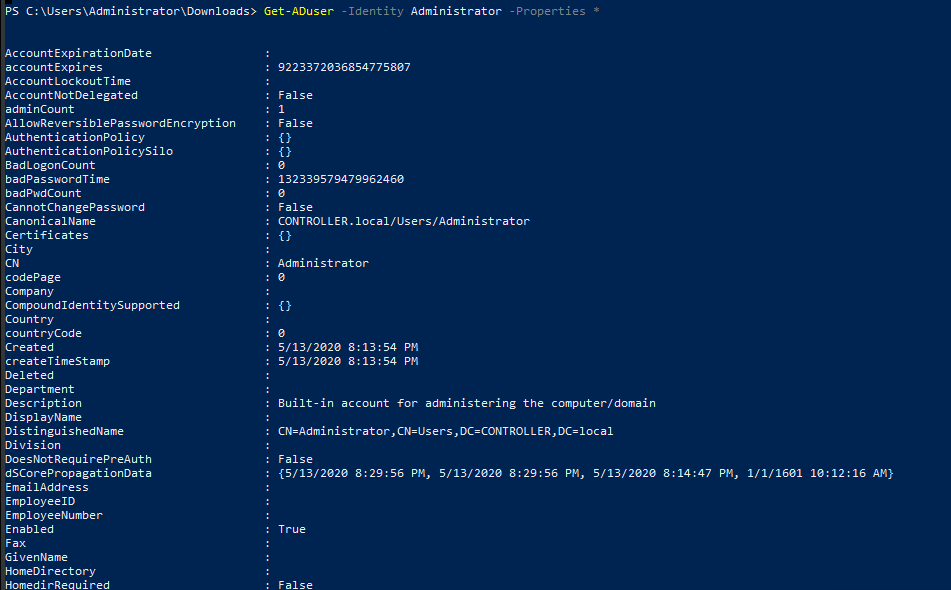 PS C:\Users\Administrator\Downloads> Get-ADuser -Identity Administrator -Properties *
AccountExpirationDate :
accountExpires : 9223372036854775807
AccountLockoutTime :
AccountNotDelegated : False
adminCount : 1
AllowReversiblePasswordEncryption : False
AuthenticationPolicy : {}
AuthenticationPolicySilo : {}
BadLogonCount : 0
badPasswordTime : 132339579479962460
badPwdCount : 0
CannotChangePassword : False
CanonicalName : CONTROLLER.local/Users/Administrator
Certificates : {}
City :
CN : Administrator
codePage : 0
Company :
CompoundIdentitySupported : {}
Country :
countryCode : 0
Created : 5/13/2020 8:13:54 PM
createTimeStamp : 5/13/2020 8:13:54 PM
Deleted :
Department :
Description : Built-in account for administering the computer/domain
DisplayName :
DistinguishedName : CN=Administrator,CN=Users,DC=CONTROLLER,DC=local
Division :
DoesNotRequirePreAuth : False
dSCorePropagationData : {5/13/2020 8:29:56 PM, 5/13/2020 8:29:56 PM, 5/13/2020 8:14:47 PM, 1/1/1601 10:12:16 AM}
EmailAddress :
EmployeeID :
EmployeeNumber :
Enabled : True
Fax :
GivenName :
HomeDirectory :
HomedirRequired : False